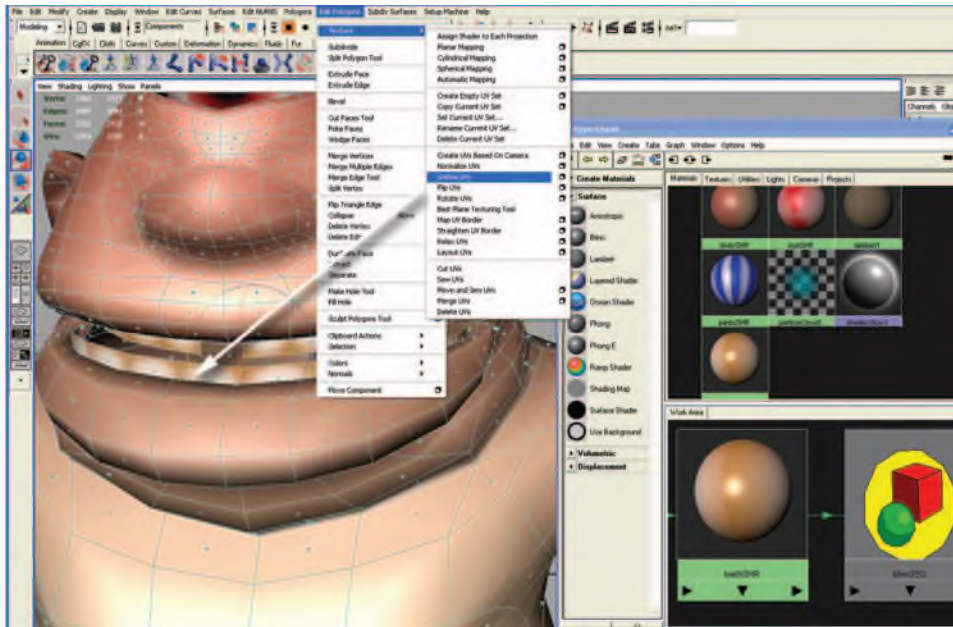 File Edit Modify Create Display Window Edit Curves Surfaces Edit NURBS Polygons Edit Polygons Subdiv Surfaces Setup Machine Help
Modeling
Components
Animation CgFX Cloth Curves Custom Deformation Dynamics Fluids Fur
View Shading Lighting Show Panels
Verts:
Edges:
Faces:
UVs:
Texture
Subdivide
Split Polygon Tool
Extrude Face
Extrude Edge
Bevel
Cut Faces Tool
Poke Faces
Wedge Faces
Merge Vertices
Merge Multiple Edges
Merge Edge Tool
Split Vertex
Flip Triangle Edge
Collapse
Delete Vertex
Delete Edge
Duplicate Face
Extract
Separate
Make Hole Tool
Fill Hole
Sculpt Polygons Tool
Clipboard Actions
Selection
Colors
Normals
Move Component
Assign Shader to Each Projection
Planar Mapping
Cylindrical Mapping
Spherical Mapping
Automatic Mapping
Create Empty UV Set
Copy Current UV Set
Set Current UV Set...
Rename Current UV Set...
Delete Current UV Set
Create UVs Based On Camera
Normalize UVs
Unitize UVs
Flip UVs
Rotate UVs
Best Plane Texturing Tool
Map UV Border
Straighten UV Border
Relax UVs
Layout UVs
Cut UVs
Sew UVs
Move and Sew UVs
Merge UVs
Delete UVs
Channels
Edit View Create Tabs Graph Window Options Help
Create Materials
Surface
Anisotropic
Blinn
Lambert
Layered Shader
Ocean Shader
Phong
Phong E
Ramp Shader
Shading Map
Surface Shader
Use Background
Volumetric
Displacement
Materials Textures Utilities Lights Cameras Projects
lambert1
pantsSHDR particleCloud1 shaderGlow1
Work Area